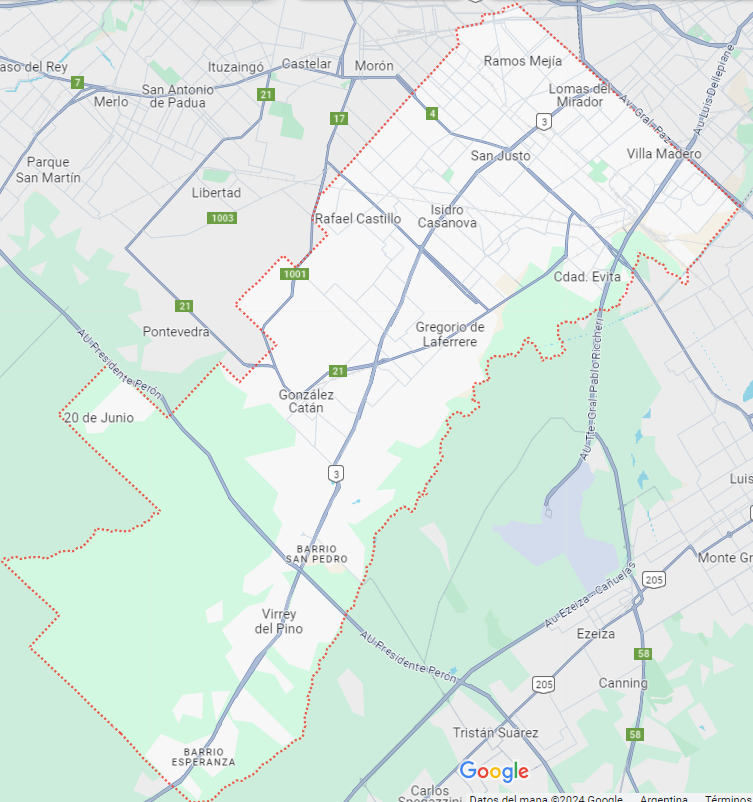 Ramos Mejía
Ituzaingó
Castelar
Morón
aso del Rey
7
San Antonio
de Padua
21
Merlo
Lomas del
Mirador
Au Luis Dellepiane
Av. Gral. Paz
17
4
3
San Justo
Villa Madero
Parque
San Martín
Libertad
1003
Rafael Castillo
Isidro
Casanova
1001
Cdad. Evita
21
Pontevedra
Gregorio de
Laferrere
AU Presidente Perón
21
AU Tte. Gral. Pablo Riccheri
González
Catán
20 de Junio
3
Luis
BARRIO
SAN PEDRO
Monte Gr
205
Au Ezeiza - Cañuelas
Virrey
del Pino
Ezeiza
AU Presidente Perón
58
205
Canning
Tristán Suárez
58
BARRIO
ESPERANZA
Google
Carlos
Spegazzini
Datos del mapa ©2024 Google
Argentina
Términos